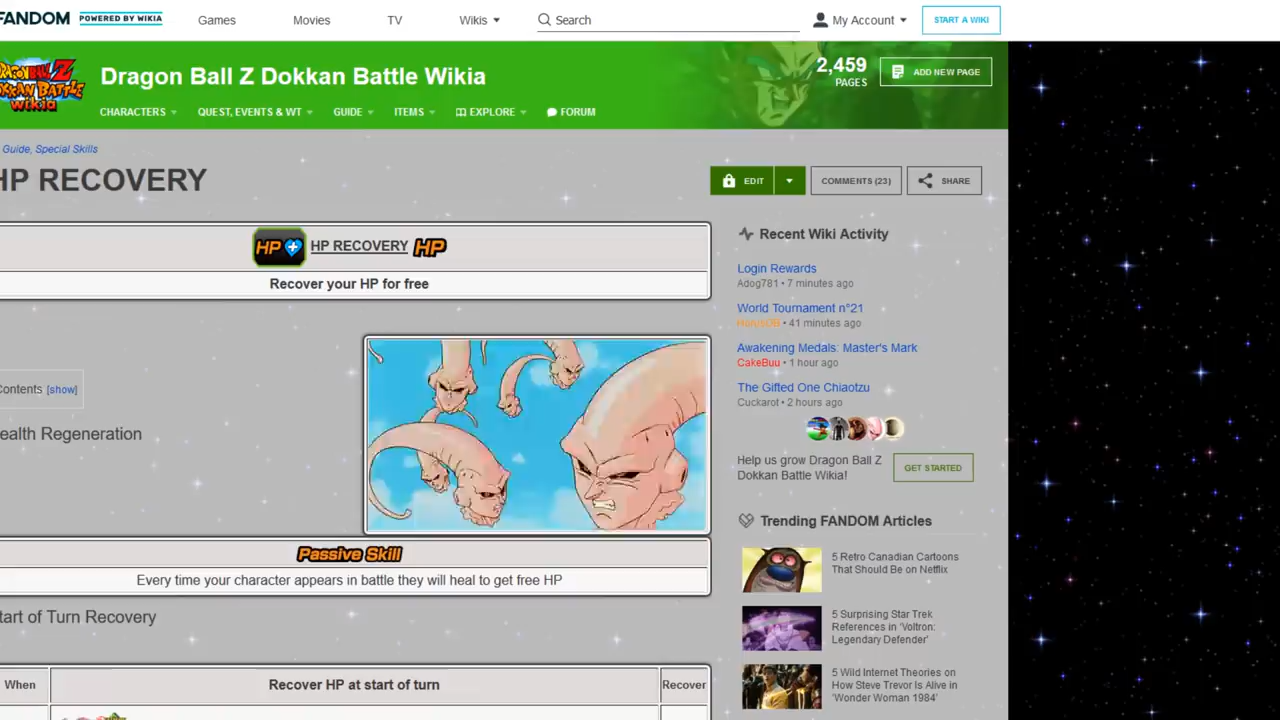 FANDOM POWERED BY WIKIA Games Movies TV Wikis Search My Account START A WIKI
DRAGON BALL Z DOKKAN BATTLE WIKIA
Dragon Ball Z Dokkan Battle Wikia
2,459 PAGES
ADD NEW PAGE
CHARACTERS QUEST, EVENTS & WT GUIDE ITEMS EXPLORE FORUM
Guide, Special Skills
HP RECOVERY
EDIT COMMENTS (23) SHARE
HP HP RECOVERY HP
Recover your HP for free
Contents [show]
ealth Regeneration
Passive Skill
Every time your character appears in battle they will heal to get free HP
tart of Turn Recovery
When Recover HP at start of turn Recover
Recent Wiki Activity
Login Rewards
Adog781 • 7 minutes ago
World Tournament n°21
• 41 minutes ago
Awakening Medals: Master's Mark
CakeBuu • 1 hour ago
The Gifted One Chiaotzu
Cuckarot • 2 hours ago
Help us grow Dragon Ball Z
Dokkan Battle Wikia!
GET STARTED
Trending FANDOM Articles
5 Retro Canadian Cartoons
That Should Be on Netflix
5 Surprising Star Trek
References in 'Voltron:
Legendary Defender'
5 Wild Internet Theories on
How Steve Trevor Is Alive in
'Wonder Woman 1984'